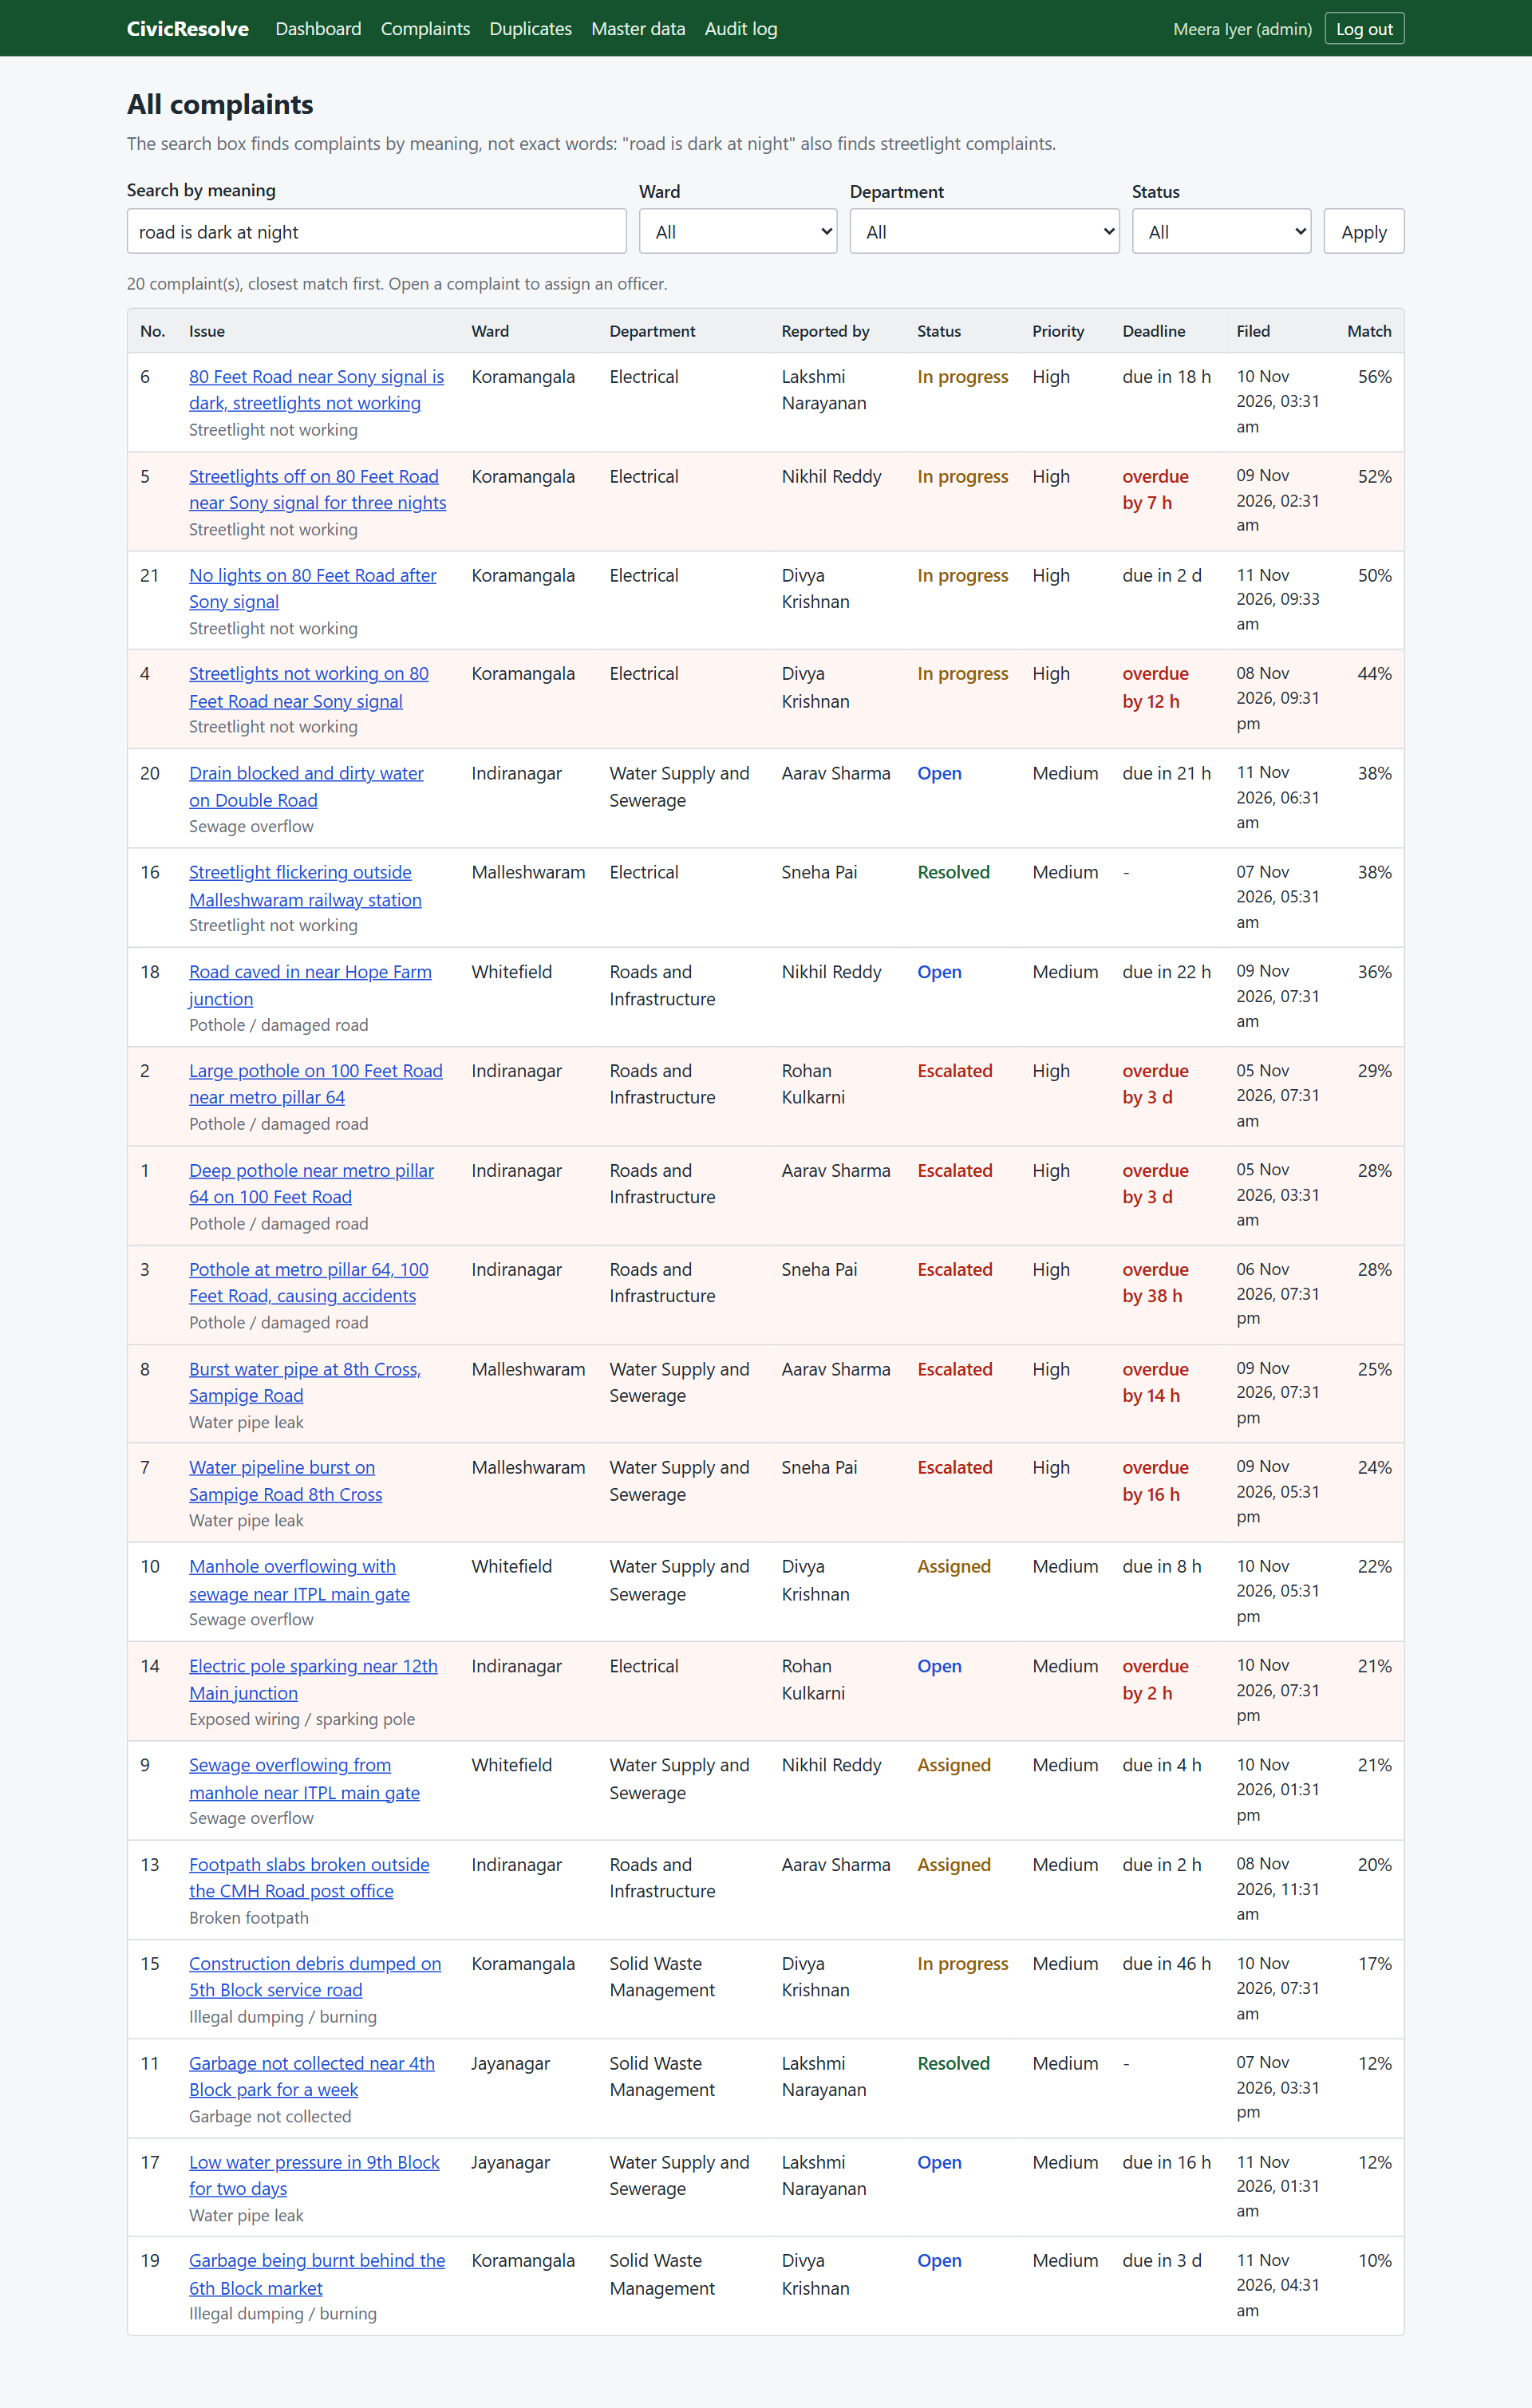 CivicResolve Dashboard Complaints Duplicates Master data Audit log Meera Iyer (admin) Log out
All complaints
The search box finds complaints by meaning, not exact words: "road is dark at night" also finds streetlight complaints.
Search by meaning Ward Department Status
road is dark at night All All All Apply
20 complaint(s), closest match first. Open a complaint to assign an officer.
No. Issue Ward Department Reported by Status Priority Deadline Filed Match
6 80 Feet Road near Sony signal is Koramangala Electrical Lakshmi In progress High due in 18 h 10 Nov 56%
dark, streetlights not working Narayanan 2026, 03:31
Streetlight not working am
5 Streetlights off on 80 Feet Road Koramangala Electrical Nikhil Reddy In progress High overdue 09 Nov 52%
near Sony signal for three nights by 7 h 2026, 02:31
Streetlight not working am
21 No lights on 80 Feet Road after Koramangala Electrical Divya In progress High due in 2 d 11 Nov 50%
Sony signal Krishnan 2026, 09:33
Streetlight not working am
4 Streetlights not working on 80 Koramangala Electrical Divya In progress High overdue 08 Nov 44%
Feet Road near Sony signal Krishnan by 12 h 2026, 09:31
Streetlight not working pm
20 Drain blocked and dirty water Indiranagar Water Supply and Aarav Sharma Open Medium due in 21 h 11 Nov 38%
on Double Road Sewerage 2026, 06:31
Sewage overflow am
16 Streetlight flickering outside Malleshwaram Electrical Sneha Pai Resolved Medium - 07 Nov 38%
Malleshwaram railway station 2026, 05:31
Streetlight not working am
18 Road caved in near Hope Farm Whitefield Roads and Nikhil Reddy Open Medium due in 22 h 09 Nov 36%
junction Infrastructure 2026, 07:31
Pothole / damaged road am
2 Large pothole on 100 Feet Road Indiranagar Roads and Rohan Escalated High overdue 05 Nov 29%
near metro pillar 64 Infrastructure Kulkarni by 3 d 2026, 07:31
Pothole / damaged road am
1 Deep pothole near metro pillar Indiranagar Roads and Aarav Sharma Escalated High overdue 05 Nov 28%
64 on 100 Feet Road Infrastructure by 3 d 2026, 03:31
Pothole / damaged road am
3 Pothole at metro pillar 64, 100 Indiranagar Roads and Sneha Pai Escalated High overdue 06 Nov 28%
Feet Road, causing accidents Infrastructure by 38 h 2026, 07:31
Pothole / damaged road pm
8 Burst water pipe at 8th Cross, Malleshwaram Water Supply and Aarav Sharma Escalated High overdue 09 Nov 25%
Sampige Road Sewerage by 14 h 2026, 07:31
Water pipe leak pm
7 Water pipeline burst on Malleshwaram Water Supply and Sneha Pai Escalated High overdue 09 Nov 24%
Sampige Road 8th Cross Sewerage by 16 h 2026, 05:31
Water pipe leak pm
10 Manhole overflowing with Whitefield Water Supply and Divya Assigned Medium due in 8 h 10 Nov 22%
sewage near ITPL main gate Sewerage Krishnan 2026, 05:31
Sewage overflow pm
14 Electric pole sparking near 12th Indiranagar Electrical Rohan Open Medium overdue 10 Nov 21%
Main junction Kulkarni by 2 h 2026, 07:31
Exposed wiring / sparking pole pm
9 Sewage overflowing from Whitefield Water Supply and Nikhil Reddy Assigned Medium due in 4 h 10 Nov 21%
manhole near ITPL main gate Sewerage 2026, 01:31
Sewage overflow pm
13 Footpath slabs broken outside Indiranagar Roads and Aarav Sharma Assigned Medium due in 2 h 08 Nov 20%
the CMH Road post office Infrastructure 2026, 11:31
Broken footpath am
15 Construction debris dumped on Koramangala Solid Waste Divya In progress Medium due in 46 h 10 Nov 17%
5th Block service road Management Krishnan 2026, 07:31
Illegal dumping / burning am
11 Garbage not collected near 4th Jayanagar Solid Waste Lakshmi Resolved Medium - 07 Nov 12%
Block park for a week Management Narayanan 2026, 03:31
Garbage not collected pm
17 Low water pressure in 9th Block Jayanagar Water Supply and Lakshmi Open Medium due in 16 h 11 Nov 12%
for two days Sewerage Narayanan 2026, 01:31
Water pipe leak am
19 Garbage being burnt behind the Koramangala Solid Waste Divya Open Medium due in 3 d 11 Nov 10%
6th Block market Management Krishnan 2026, 04:31
Illegal dumping / burning am